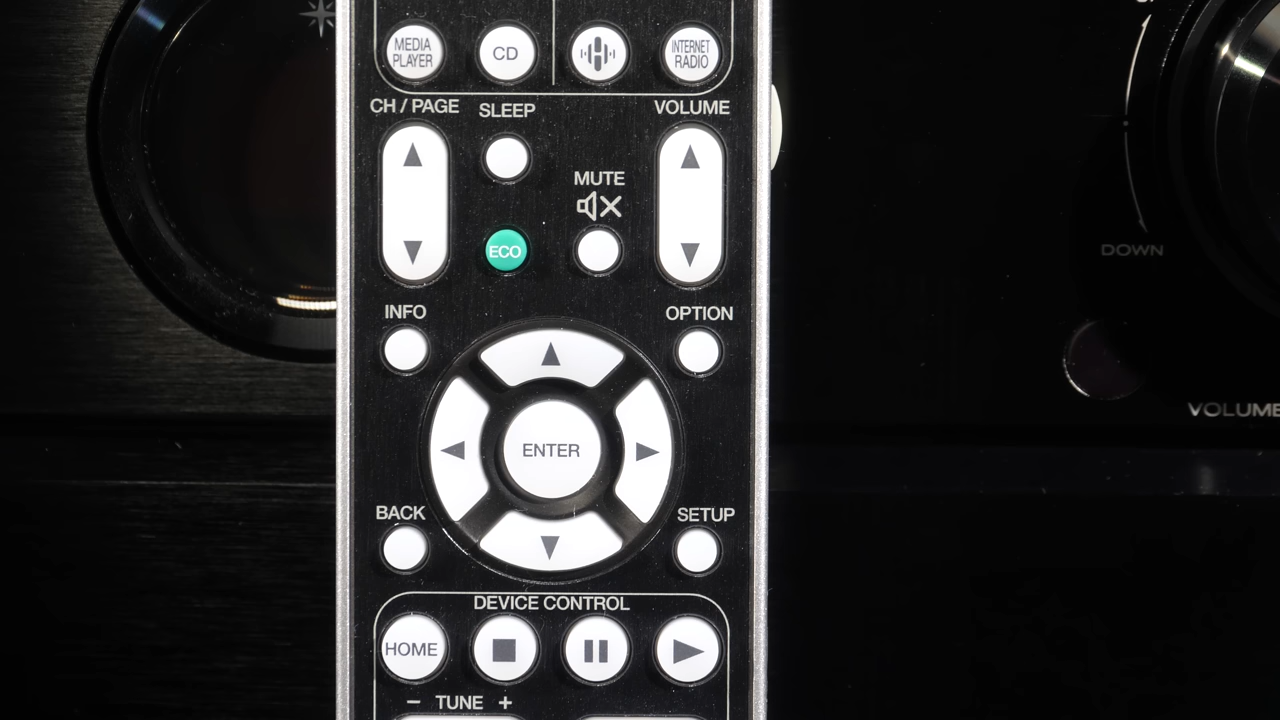 MEDIA
PLAYER
CD
INTERNET
RADIO
CH / PAGE
SLEEP
VOLUME
MUTE
ECO
DOWN
INFO
OPTION
VOLUME
ENTER
BACK
SETUP
DEVICE CONTROL
HOME
− TUNE +